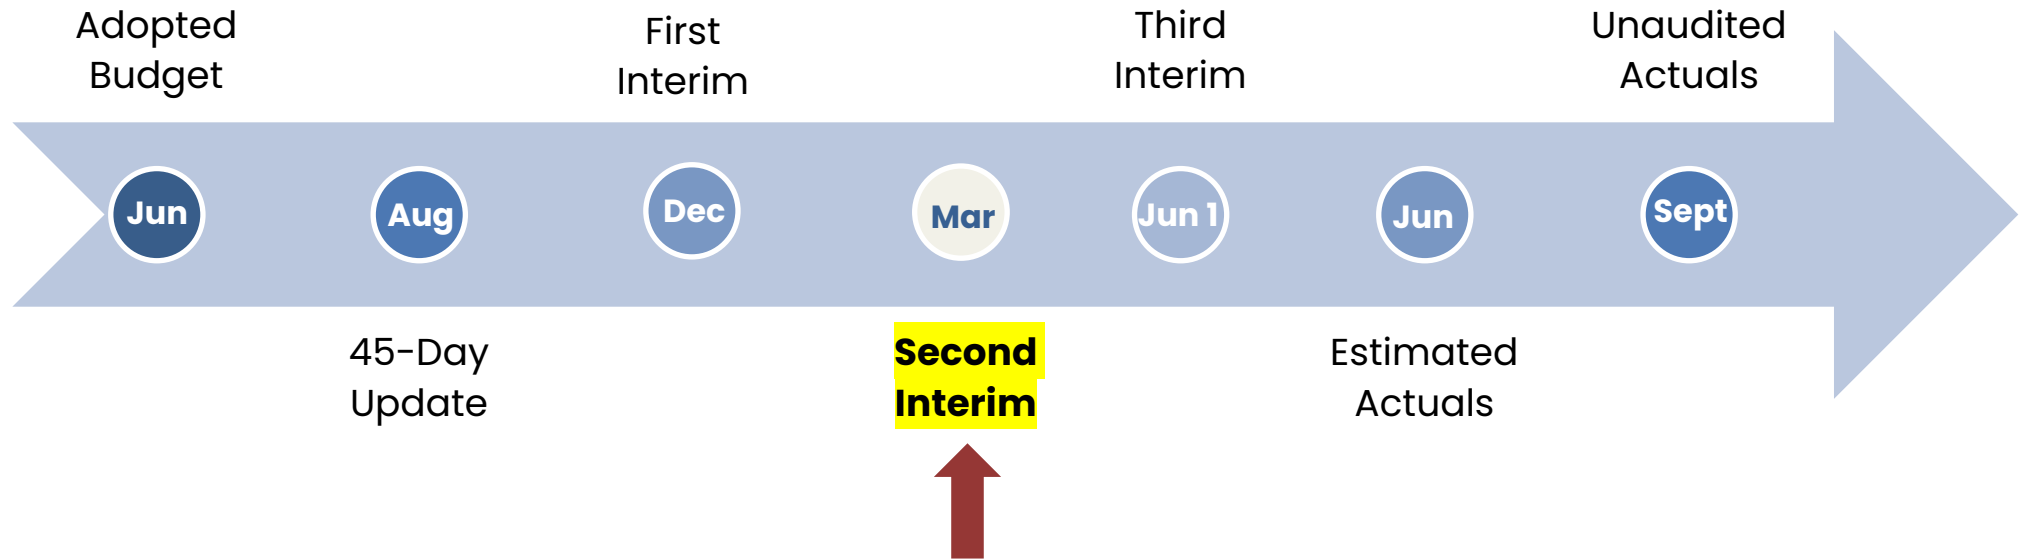 Adopted
Budget
First
Interim
Third
Interim
Unaudited
Actuals
Jun
Aug
Dec
Mar
Jun 1
Jun
Sept
45-Day
Update
Second
Interim
Estimated
Actuals